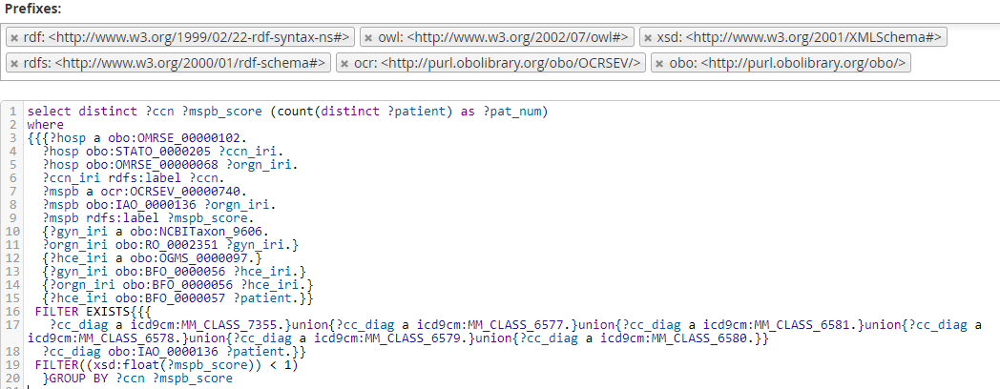 Prefixes:
× rdf: <http://www.w3.org/1999/02/22-rdf-syntax-ns#> × owl: <http://www.w3.org/2002/07/owl#> × xsd: <http://www.w3.org/2001/XMLSchema#>
× rdfs: <http://www.w3.org/2000/01/rdf-schema#> × ocr: <http://purl.obolibrary.org/obo/OCRSEV/> × obo: <http://purl.obolibrary.org/obo/>
1 select distinct ?ccn ?mspb_score (count(distinct ?patient) as ?pat_num)
2 where
3 {{{?hosp a obo:OMRSE_00000102.
4 ?hosp obo:STATO_0000205 ?ccn_iri.
5 ?hosp obo:OMRSE_00000068 ?orgn_iri.
6 ?ccn_iri rdfs:label ?ccn.
7 ?mspb a ocr:OCRSEV_00000740.
8 ?mspb obo:IAO_0000136 ?orgn_iri.
9 ?mspb rdfs:label ?mspb_score.
10 {?gyn_iri a obo:NCBITaxon_9606.
11 ?orgn_iri obo:RO_0002351 ?gyn_iri.}
12 {?hce_iri a obo:OGMS_0000097.}
13 {?gyn_iri obo:BFO_0000056 ?hce_iri.}
14 {?orgn_iri obo:BFO_0000056 ?hce_iri.}
15 {?hce_iri obo:BFO_0000057 ?patient.}}
16 FILTER EXISTS{{{
17 ?cc_diag a icd9cm:MM_CLASS_7355.}union{?cc_diag a icd9cm:MM_CLASS_6577.}union{?cc_diag a icd9cm:MM_CLASS_6581.}union{?cc_diag a
icd9cm:MM_CLASS_6578.}union{?cc_diag a icd9cm:MM_CLASS_6579.}union{?cc_diag a icd9cm:MM_CLASS_6580.}}
18 ?cc_diag obo:IAO_0000136 ?patient.}}
19 FILTER((xsd:float(?mspb_score)) < 1)
20 }GROUP BY ?ccn ?mspb_score